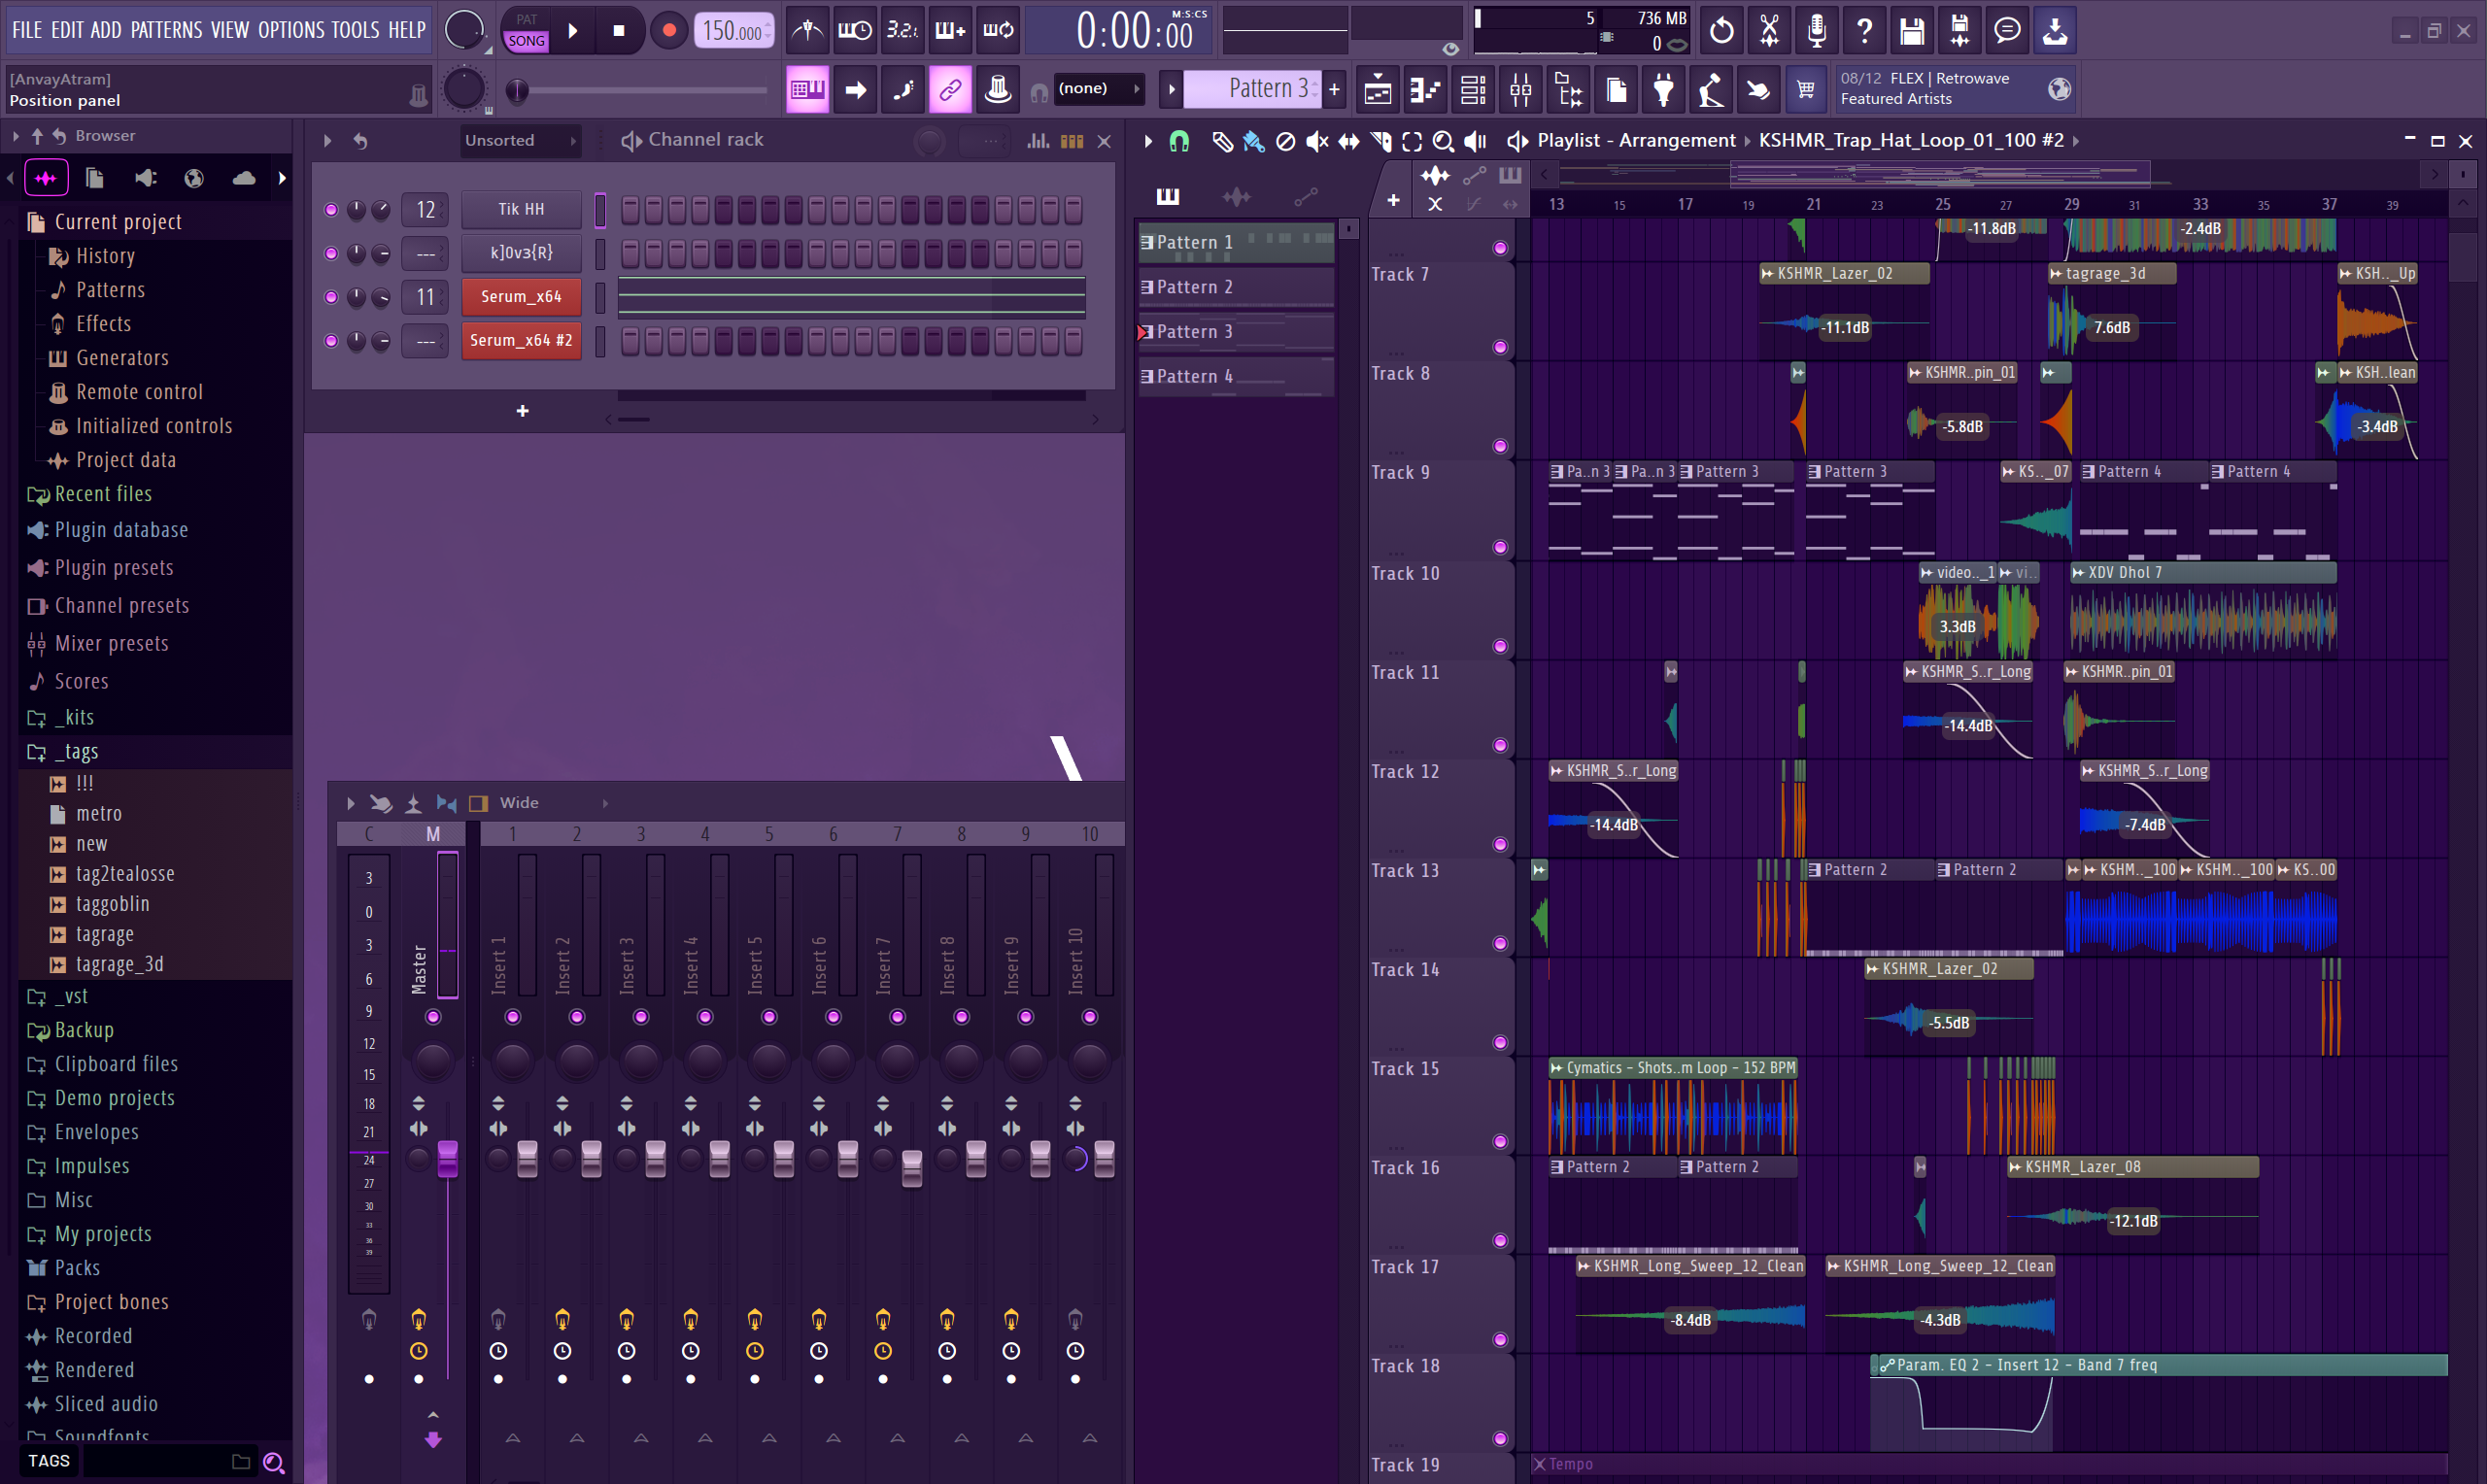 FILE EDIT ADD PATTERNS VIEW OPTIONS TOOLS HELP
PAT
SONG
150.000
3.2.
M:S:CS
0:00:00
5
736 MB
0
[AnvayAtram]
Position panel
(none)
Pattern 3
08/12 FLEX | Retrowave
Featured Artists
Browser
Current project
History
Patterns
Effects
Generators
Remote control
Initialized controls
Project data
Recent files
Plugin database
Plugin presets
Channel presets
Mixer presets
Scores
_kits
_tags
!!!
metro
new
tag2tealosse
taggoblin
tagrage
tagrage_3d
_vst
Backup
Clipboard files
Demo projects
Envelopes
Impulses
Misc
My projects
Packs
Project bones
Recorded
Rendered
Sliced audio
Soundfonts
TAGS
Unsorted
Channel rack
12 Tik HH
--- k]Ovɜ{R}
11 Serum_x64
--- Serum_x64 #2
Wide
C M 1 2 3 4 5 6 7 8 9 10
3
0
3
6
9
12
15
18
21
24
27
30
33
36
39
Master
Insert 1
Insert 2
Insert 3
Insert 4
Insert 5
Insert 6
Insert 7
Insert 8
Insert 9
Insert 10
Playlist - Arrangement KSHMR_Trap_Hat_Loop_01_100 #2
Pattern 1
Pattern 2
Pattern 3
Pattern 4
13 15 17 19 21 23 25 27 29 31 33 35 37 39
-11.8dB -2.4dB
Track 7
KSHMR_Lazer_02 tagrage_3d KSH.._Up
-11.1dB 7.6dB
Track 8
KSHMR..pin_01 KSH..lean
-5.8dB -3.4dB
Track 9
Pa..n 3 Pa..n 3 Pattern 3 Pattern 3 KS.._07 Pattern 4 Pattern 4
Track 10
video.._1 vi.. XDV Dhol 7
3.3dB
Track 11
KSHMR_S..r_Long KSHMR..pin_01
-14.4dB
Track 12
KSHMR_S..r_Long KSHMR_S..r_Long
-14.4dB -7.4dB
Track 13
Pattern 2 Pattern 2 KSHM.._100 KSHM.._100 KS..00
Track 14
KSHMR_Lazer_02
-5.5dB
Track 15
Cymatics - Shots..m Loop - 152 BPM
Track 16
Pattern 2 Pattern 2 KSHMR_Lazer_08
-12.1dB
Track 17
KSHMR_Long_Sweep_12_Clean KSHMR_Long_Sweep_12_Clean
-8.4dB -4.3dB
Track 18
Param. EQ 2 - Insert 12 - Band 7 freq
Track 19
Tempo